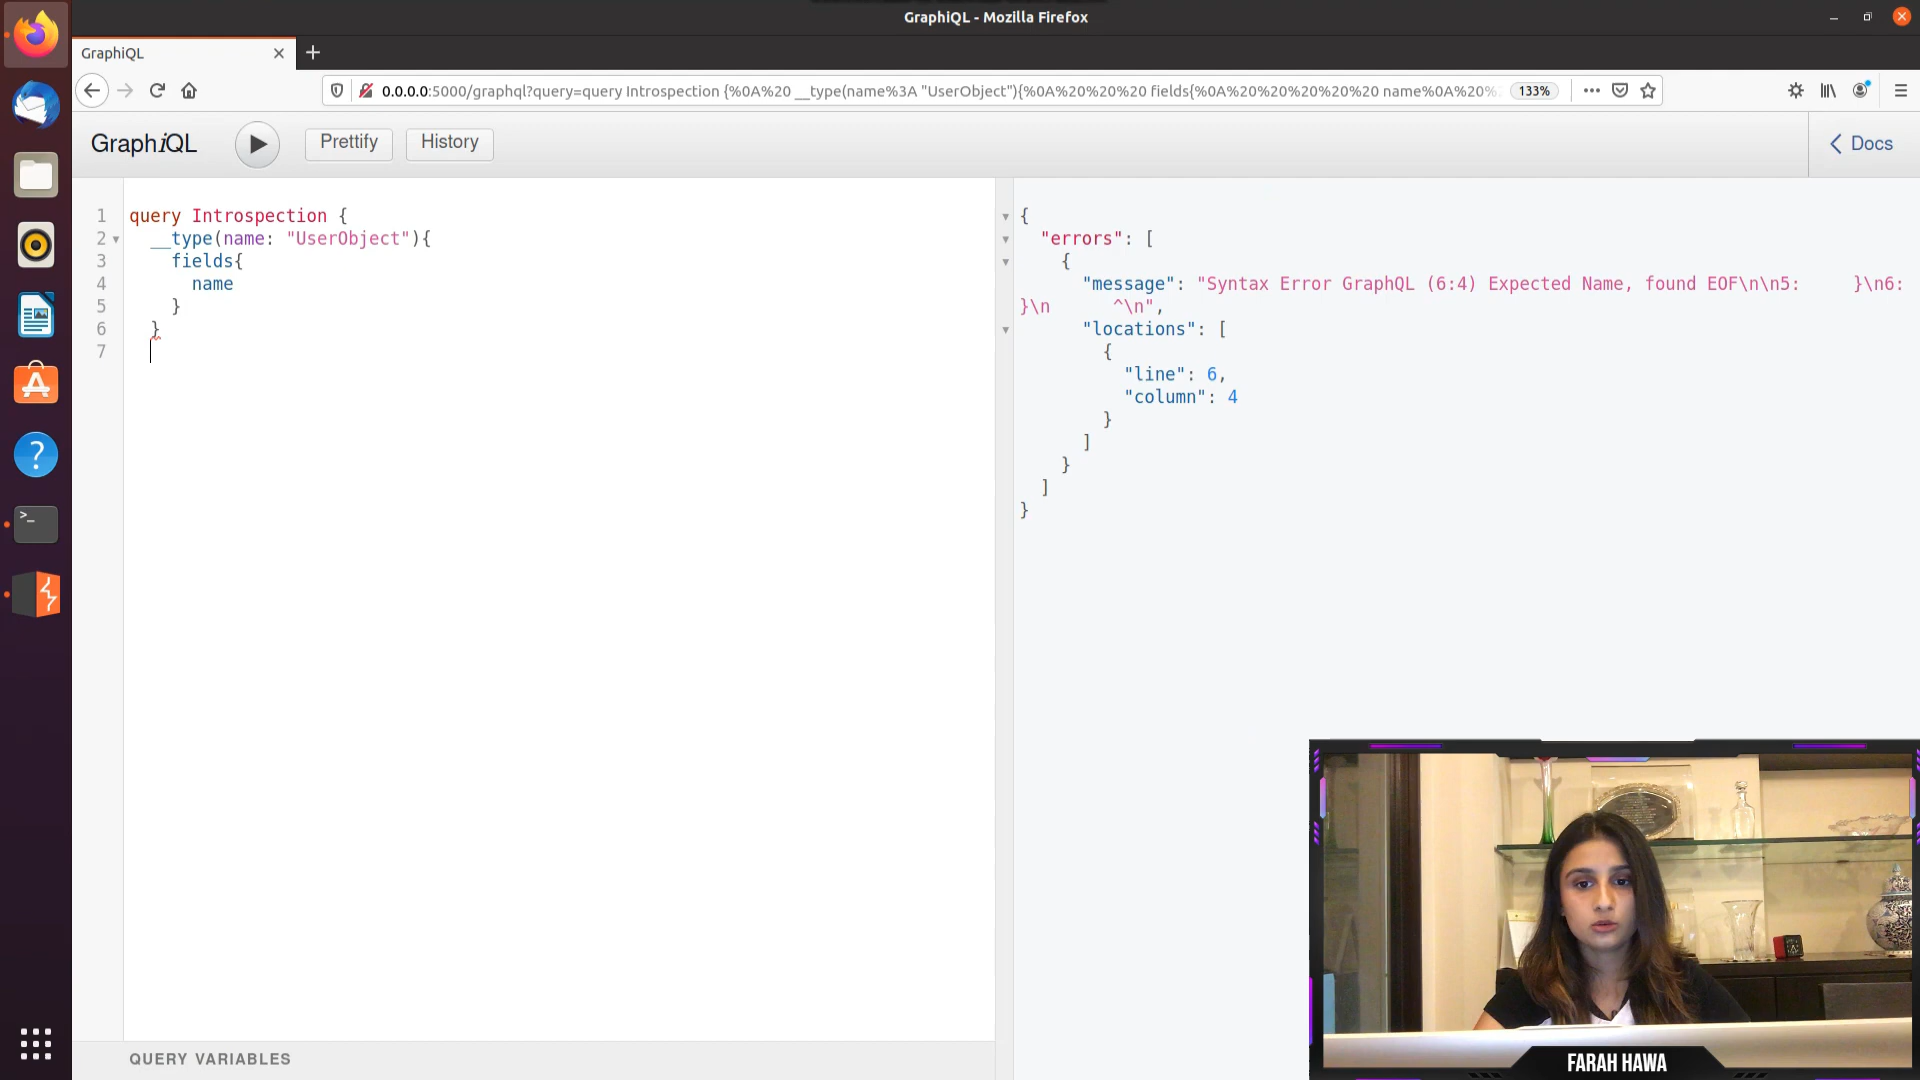 GraphiQL - Mozilla Firefox
GraphiQL
0.0.0.0:5000/graphql?query=query Introspection {%0A%20 __type(name%3A "UserObject"){%0A%20%20%20 fields{%0A%20%20%20%20%20 name%0A%20%20%
133%
GraphiQL
Prettify
History
Docs
1 query Introspection {
2 __type(name: "UserObject"){
3 fields{
4 name
5 }
6 }
7
{
"errors": [
{
"message": "Syntax Error GraphQL (6:4) Expected Name, found EOF\n\n5:     }\n6:
}\n      ^\n",
"locations": [
{
"line": 6,
"column": 4
}
]
}
]
}
QUERY VARIABLES
FARAH HAWA